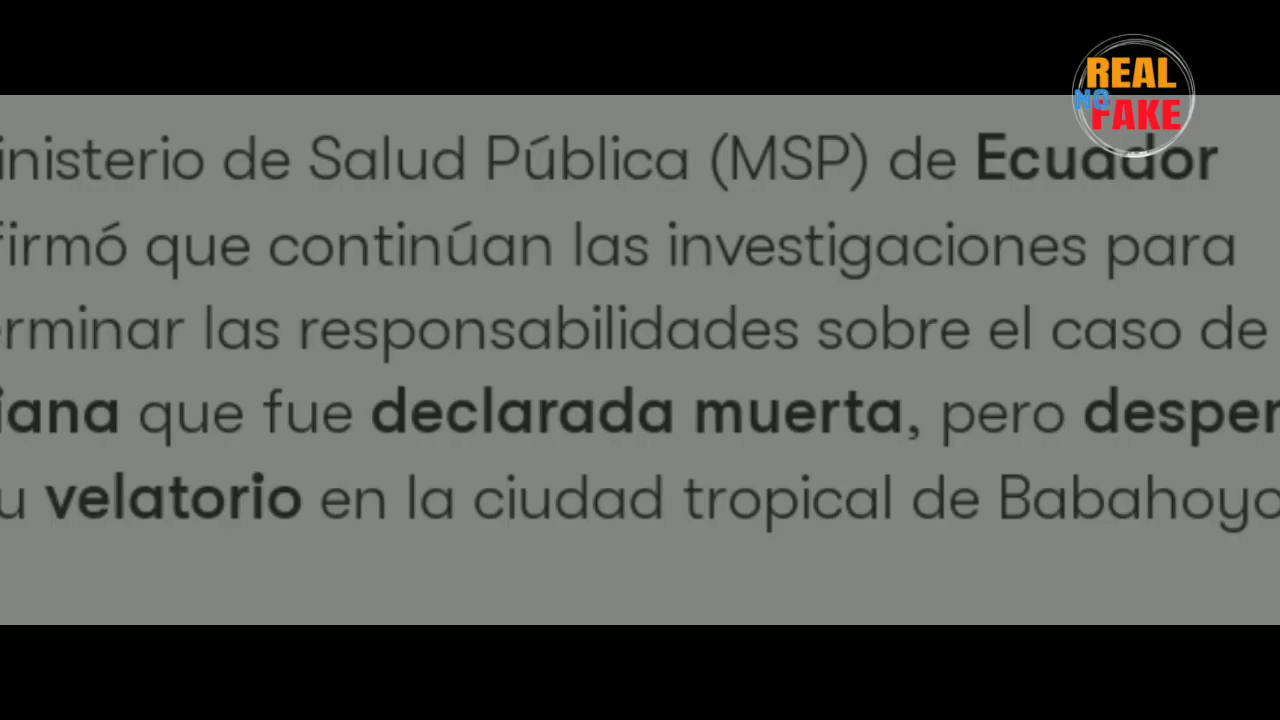 REAL
NO
FAKE
inisterio de Salud Pública (MSP) de Ecuador
firmó que continúan las investigaciones para
erminar las responsabilidades sobre el caso de
iana que fue declarada muerta, pero desper
u velatorio en la ciudad tropical de Babahoyo